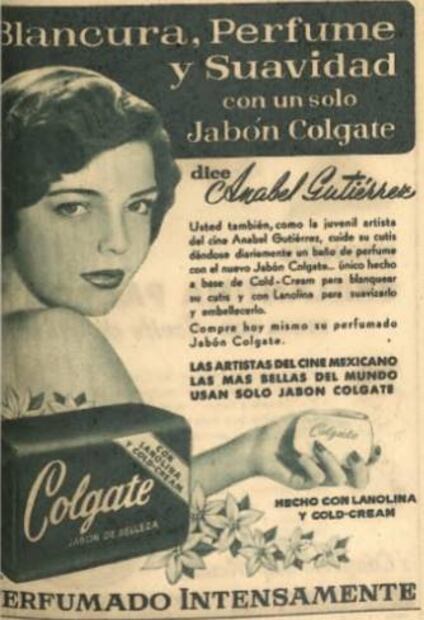 Blancura, Perfume
y Suavidad
con un solo
Jabón Colgate
dice
Anabel Gutiérrez
Usted también, como la juvenil artista
del cine Anabel Gutiérrez, cuide su cutis
dándose diariamente un baño de perfume
con el nuevo Jabón Colgate... único hecho
a base de Cold-Cream para blanquear
su cutis y con Lanolina para suavizarlo
y embellecerlo.
Compre hoy mismo su perfumado
Jabón Colgate.
LAS ARTISTAS DEL CINE MEXICANO
LAS MAS BELLAS DEL MUNDO
USAN SOLO JABON COLGATE
CON
LANOLINA
Y COLD-CREAM
Colgate
JABON DE BELLEZA
Colgate
HECHO CON LANOLINA
Y COLD-CREAM
ERFUMADO INTENSAMENTE